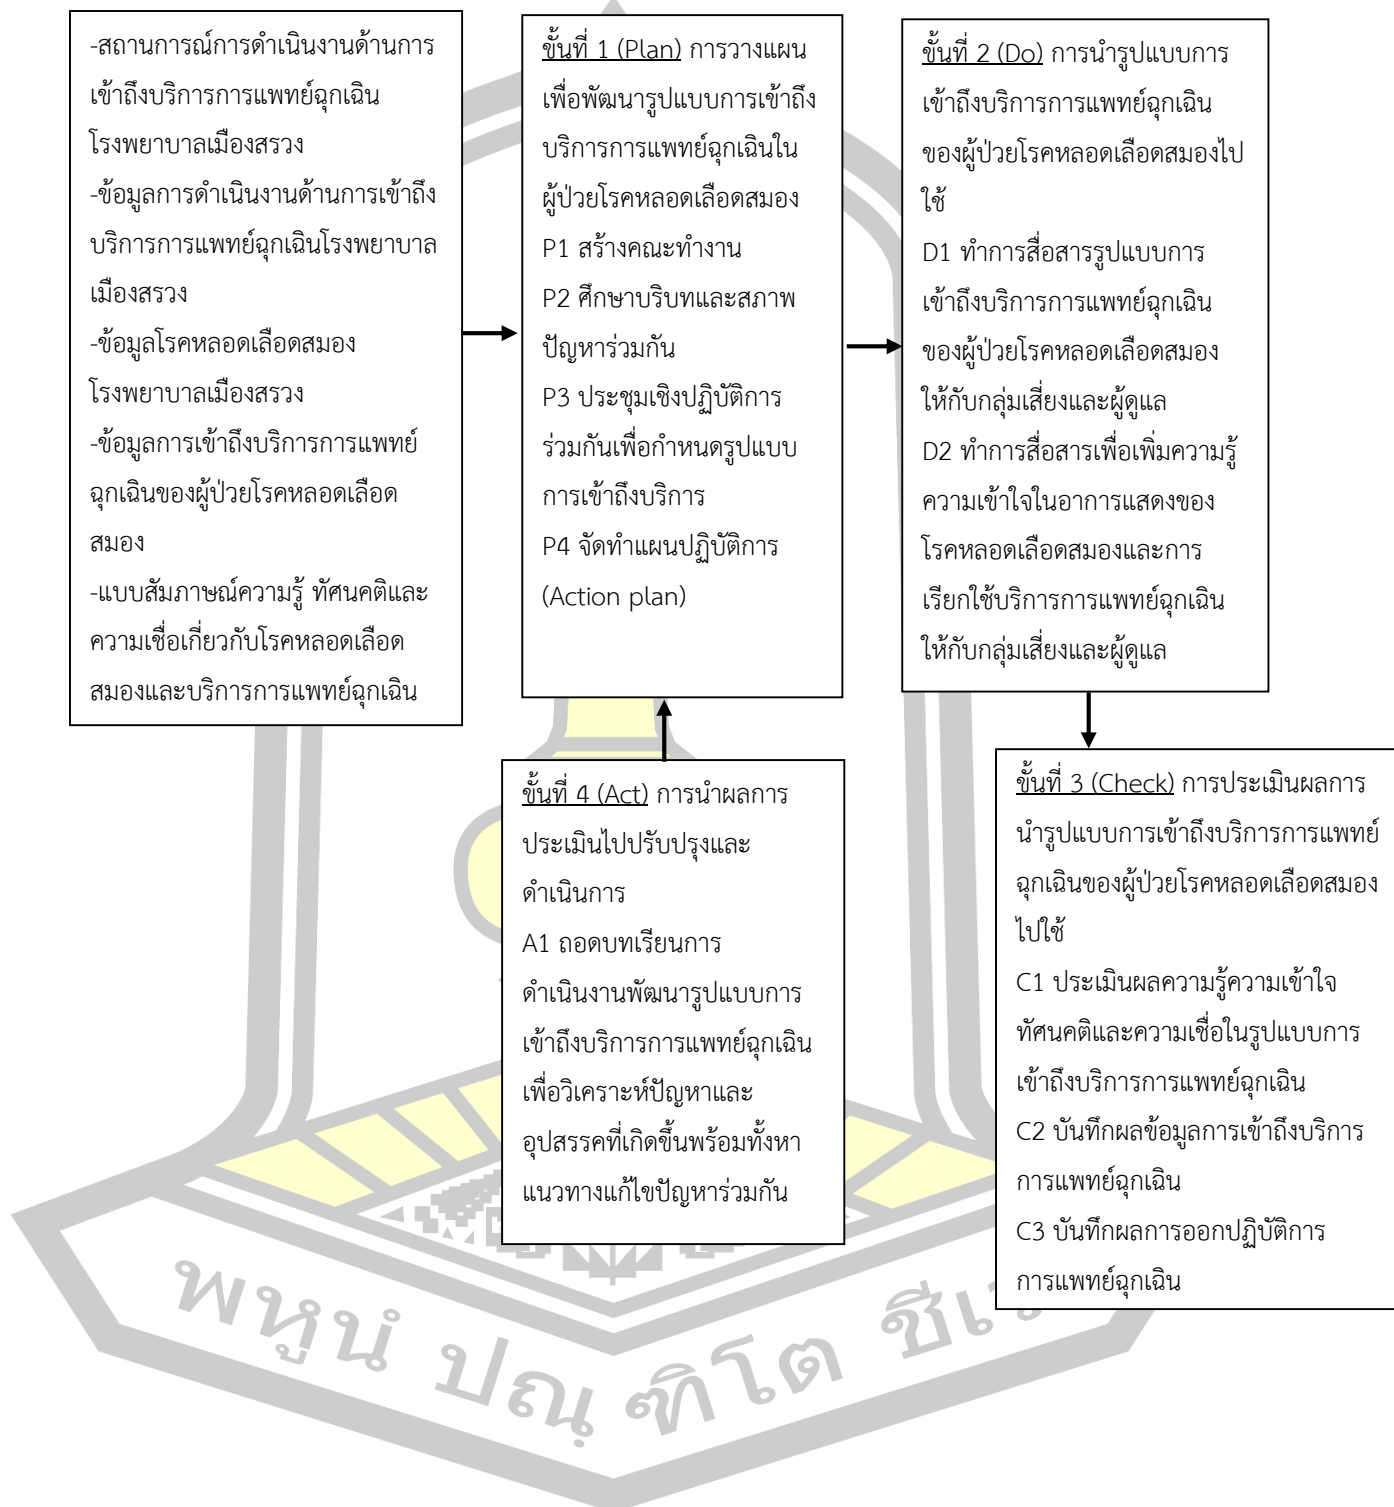 -สถานการณ์การดำเนินงานด้านการ
เข้าถึงบริการการแพทย์ฉุกเฉิน
โรงพยาบาลเมืองสรวง
-ข้อมูลการดำเนินงานด้านการเข้าถึง
บริการการแพทย์ฉุกเฉินโรงพยาบาล
เมืองสรวง
-ข้อมูลโรคหลอดเลือดสมอง
โรงพยาบาลเมืองสรวง
-ข้อมูลการเข้าถึงบริการการแพทย์
ฉุกเฉินของผู้ป่วยโรคหลอดเลือด
สมอง
-แบบสัมภาษณ์ความรู้ ทัศนคติและ
ความเชื่อเกี่ยวกับโรคหลอดเลือด
สมองและบริการการแพทย์ฉุกเฉิน
ขั้นที่ 1 (Plan) การวางแผน
เพื่อพัฒนารูปแบบการเข้าถึง
บริการการแพทย์ฉุกเฉินใน
ผู้ป่วยโรคหลอดเลือดสมอง
P1 สร้างคณะทำงาน
P2 ศึกษาบริบทและสภาพ
ปัญหาร่วมกัน
P3 ประชุมเชิงปฏิบัติการ
ร่วมกันเพื่อกำหนดรูปแบบ
การเข้าถึงบริการ
P4 จัดทำแผนปฏิบัติการ
(Action plan)
ขั้นที่ 2 (Do) การนำรูปแบบการ
เข้าถึงบริการการแพทย์ฉุกเฉิน
ของผู้ป่วยโรคหลอดเลือดสมองไป
ใช้
D1 ทำการสื่อสารรูปแบบการ
เข้าถึงบริการการแพทย์ฉุกเฉิน
ของผู้ป่วยโรคหลอดเลือดสมอง
ให้กับกลุ่มเสี่ยงและผู้ดูแล
D2 ทำการสื่อสารเพื่อเพิ่มความรู้
ความเข้าใจในอาการแสดงของ
โรคหลอดเลือดสมองและการ
เรียกใช้บริการการแพทย์ฉุกเฉิน
ให้กับกลุ่มเสี่ยงและผู้ดูแล
ขั้นที่ 4 (Act) การนำผลการ
ประเมินไปปรับปรุงและ
ดำเนินการ
A1 ถอดบทเรียนการ
ดำเนินงานพัฒนารูปแบบการ
เข้าถึงบริการการแพทย์ฉุกเฉิน
เพื่อวิเคราะห์ปัญหาและ
อุปสรรคที่เกิดขึ้นพร้อมทั้งหา
แนวทางแก้ไขปัญหาร่วมกัน
ขั้นที่ 3 (Check) การประเมินผลการ
นำรูปแบบการเข้าถึงบริการการแพทย์
ฉุกเฉินของผู้ป่วยโรคหลอดเลือดสมอง
ไปใช้
C1 ประเมินผลความรู้ความเข้าใจ
ทัศนคติและความเชื่อในรูปแบบการ
เข้าถึงบริการการแพทย์ฉุกเฉิน
C2 บันทึกผลข้อมูลการเข้าถึงบริการ
การแพทย์ฉุกเฉิน
C3 บันทึกผลการออกปฏิบัติการ
การแพทย์ฉุกเฉิน
พหูนํ ปณฺฑิโต